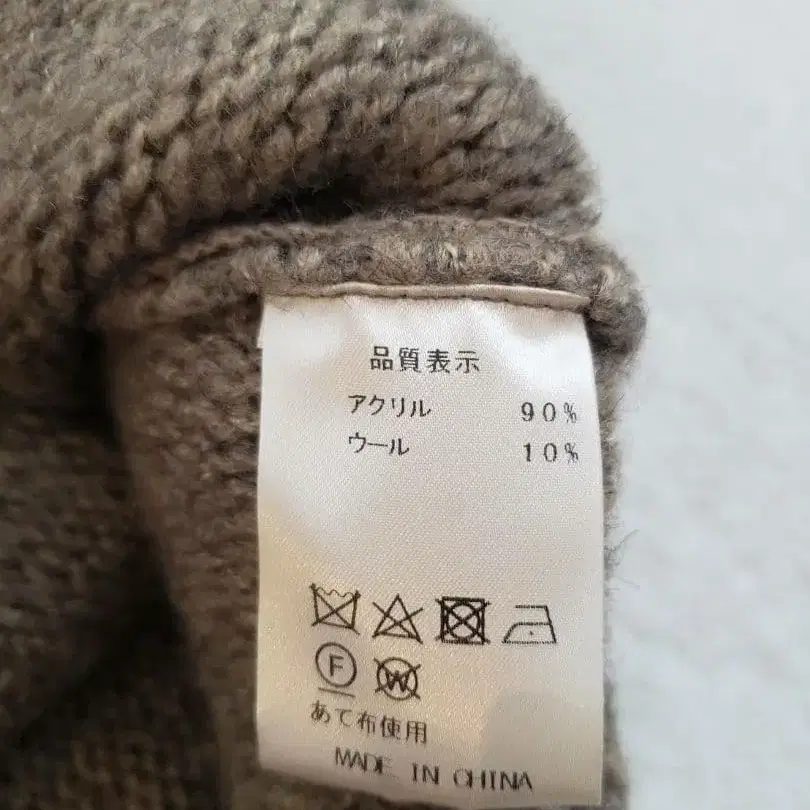 品質表示
アクリル 90%
ウール 10%
F W
あて布使用
MADE IN CHINA